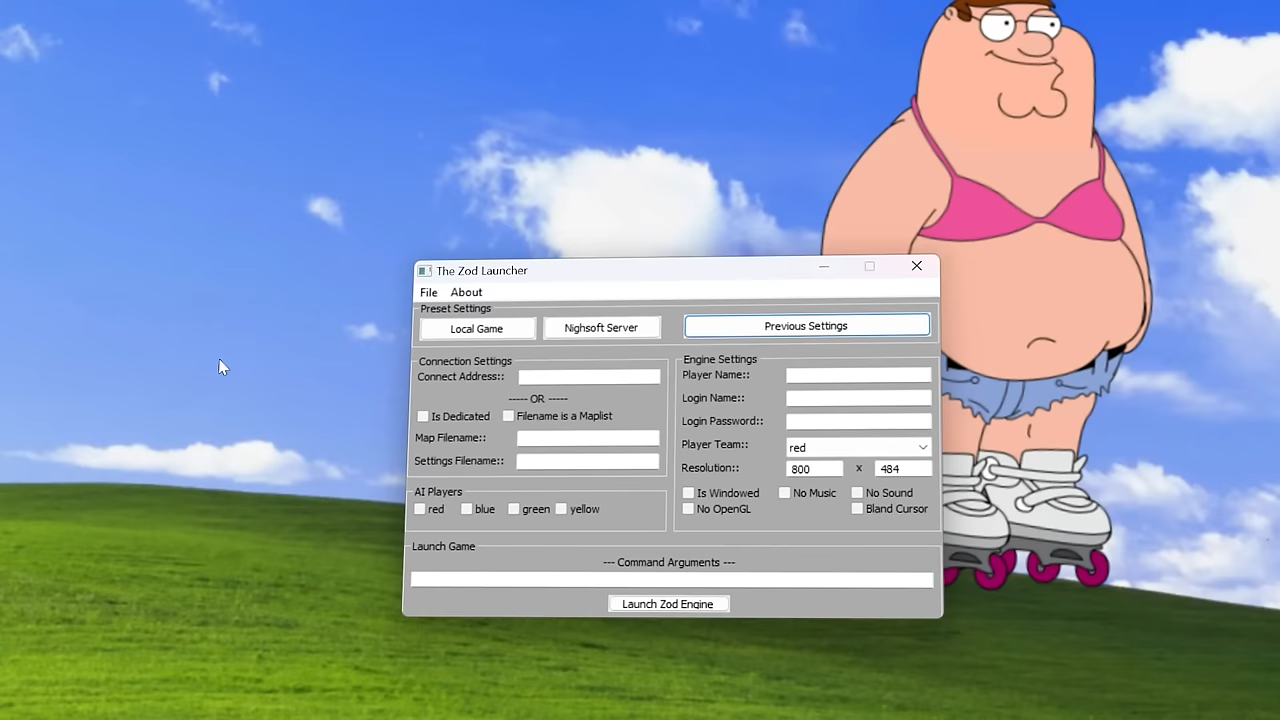 The Zod Launcher
File About
Preset Settings
Local Game Nighsoft Server Previous Settings
Connection Settings
Connect Address::
----- OR -----
Is Dedicated Filename is a Maplist
Map Filename::
Settings Filename::
AI Players
red blue green yellow
Engine Settings
Player Name::
Login Name::
Login Password::
Player Team:: red
Resolution:: 800 x 484
Is Windowed No Music No Sound
No OpenGL Bland Cursor
Launch Game
--- Command Arguments ---
Launch Zod Engine